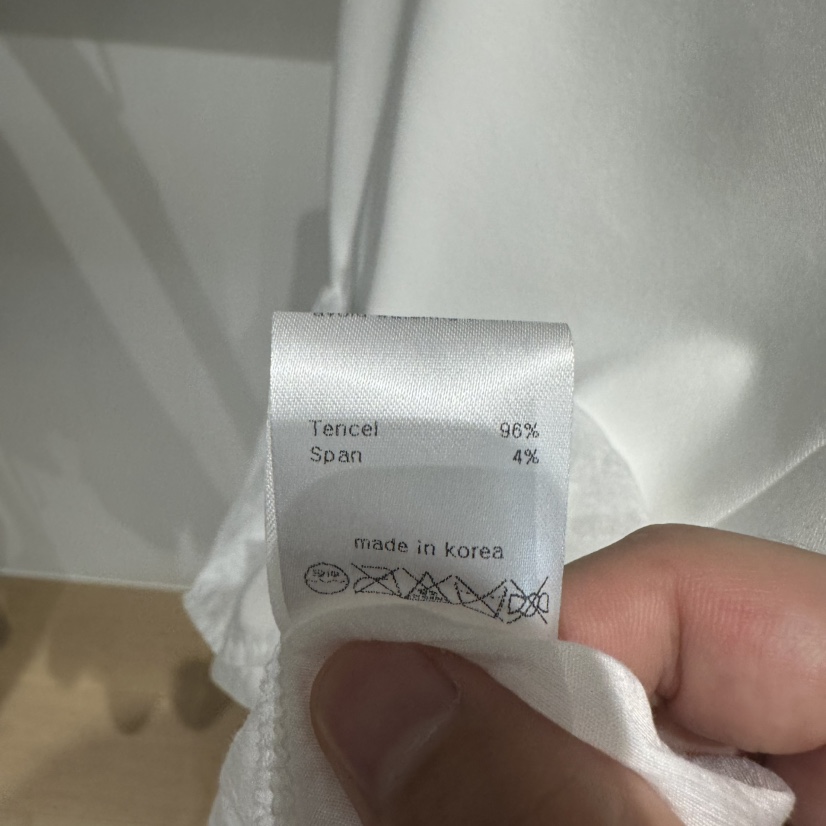 Tencel 96%
Span 4%
made in korea